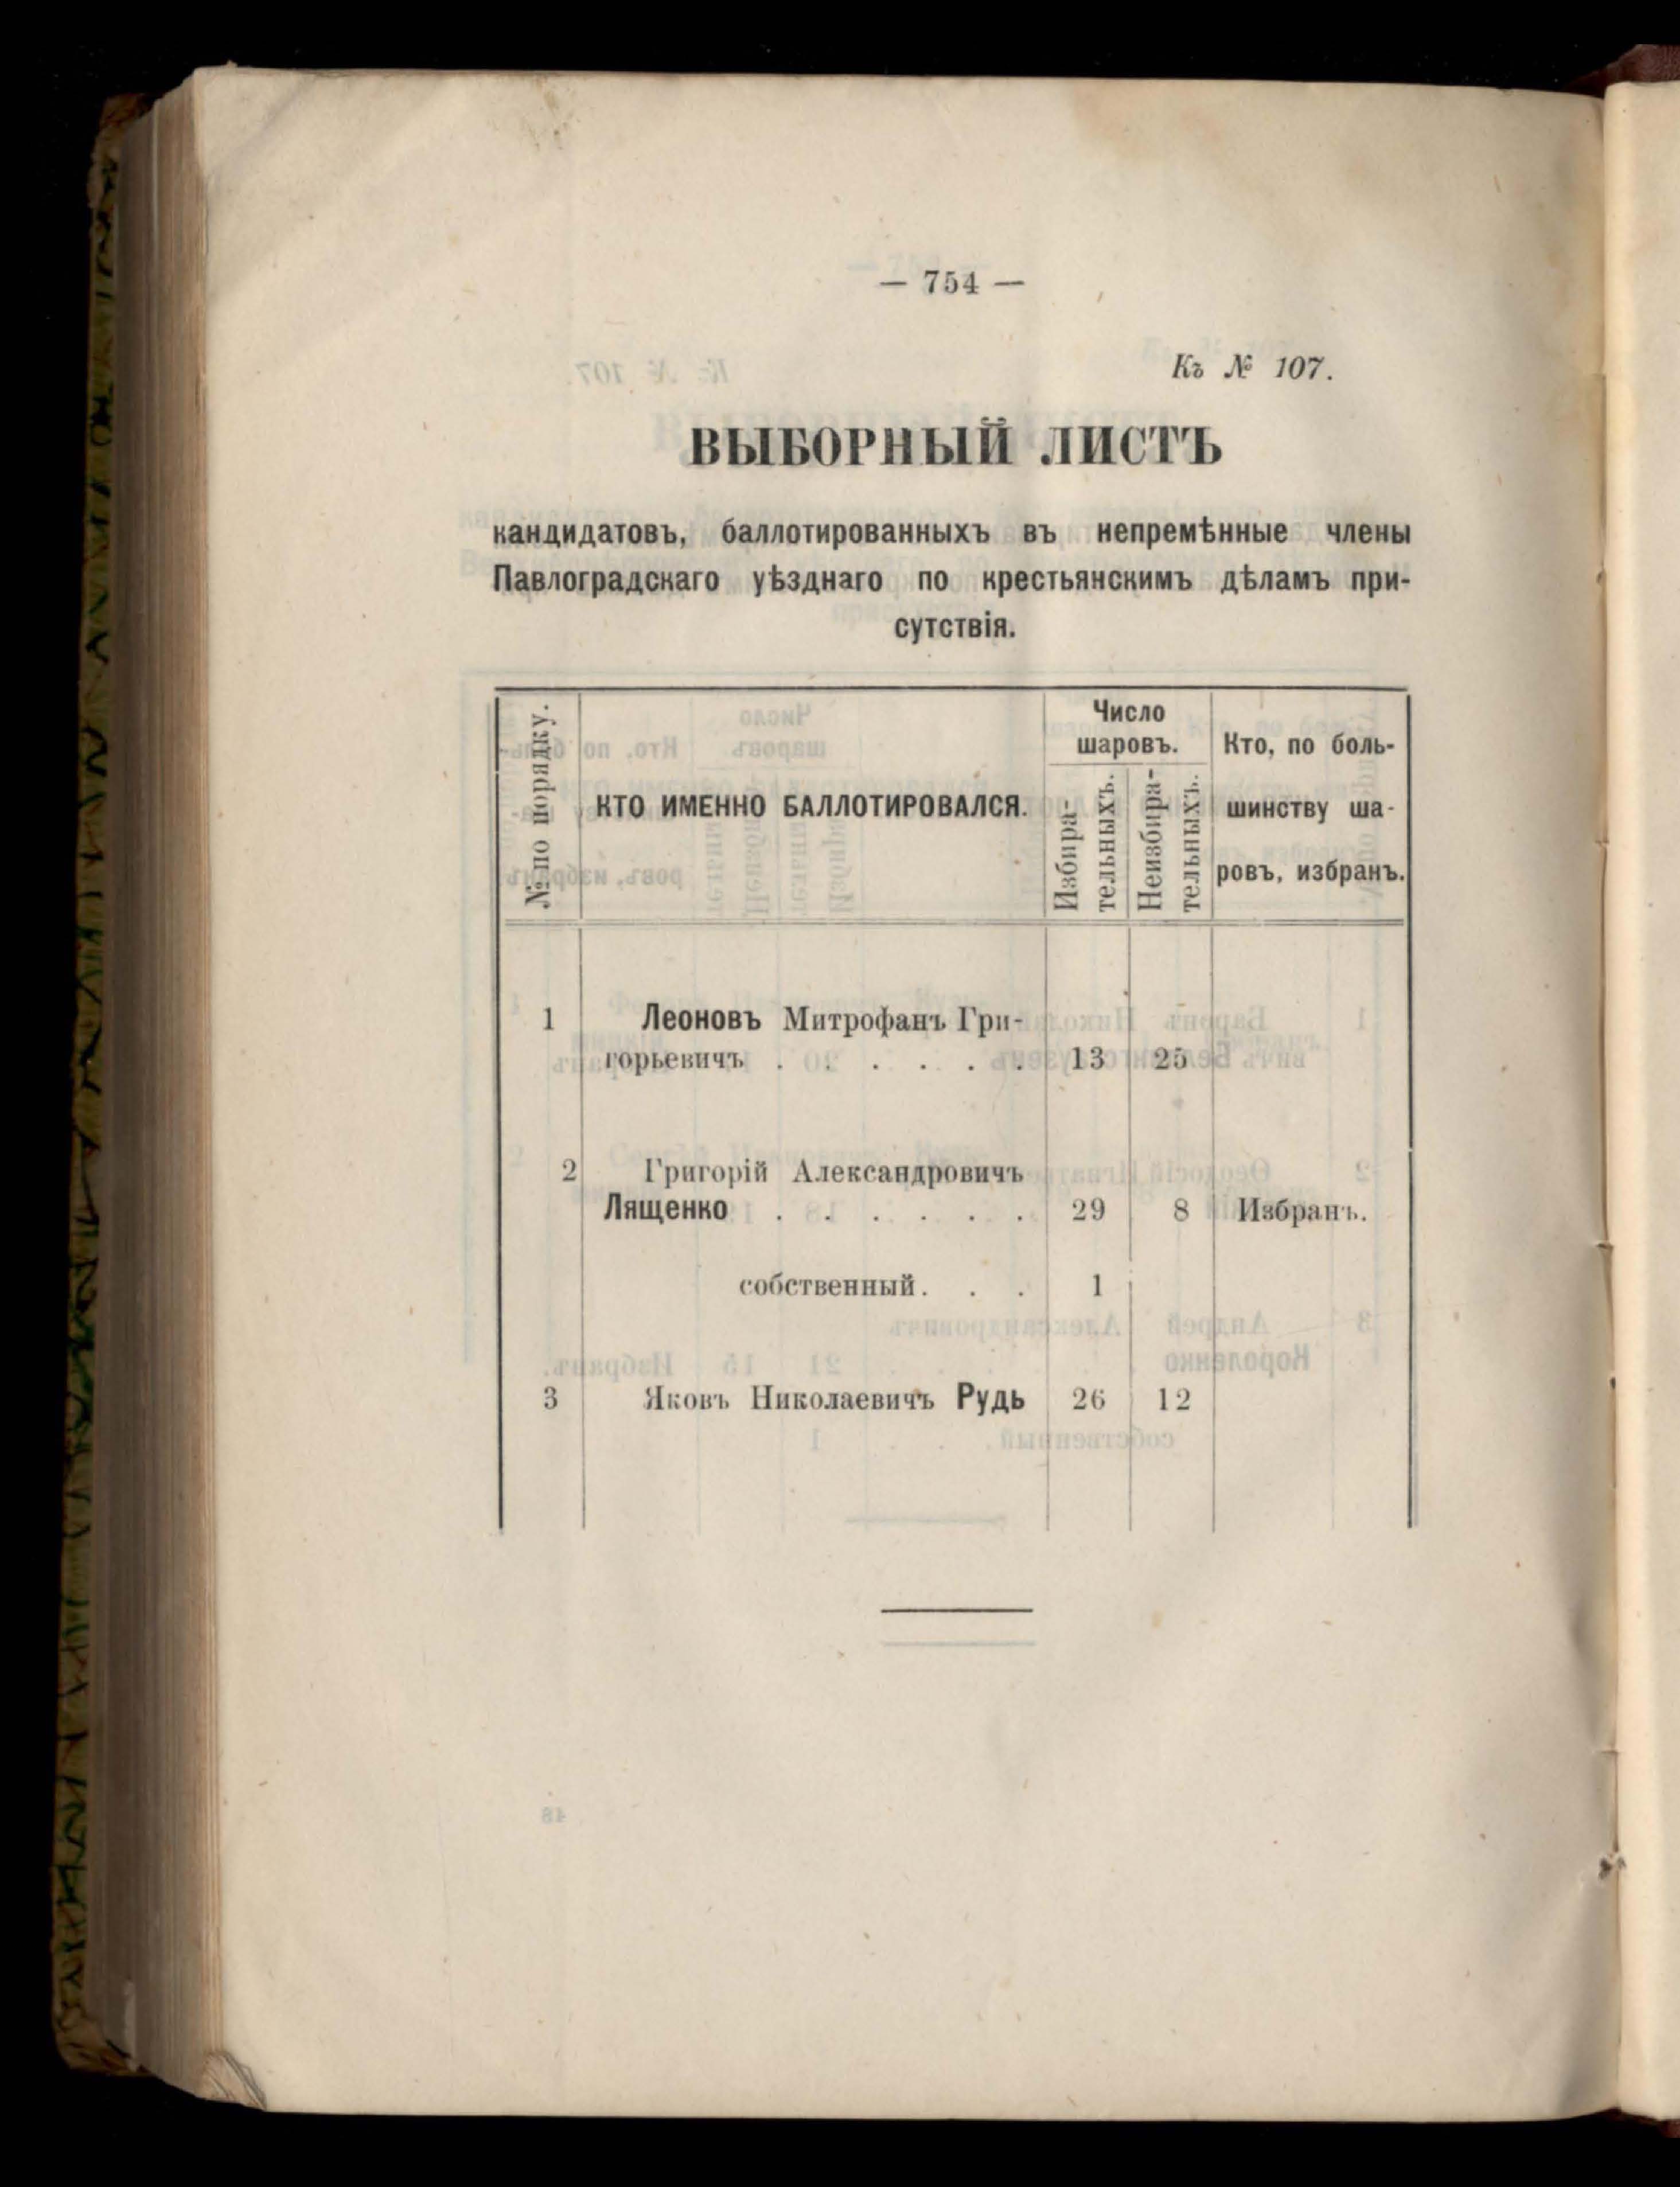 — 754 —
Къ № 107.
ВЫБОРНЫЙ ЛИСТЪ
кандидатовъ, баллотированныхъ въ непремѣнные члены
Павлоградскаго уѣзднаго по крестьянскимъ дѣламъ при-
сутствія.
№ по порядку.
КТО ИМЕННО БАЛЛОТИРОВАЛСЯ.
Число
шаровъ.
Избира-
тельныхъ.
Неизбира-
тельныхъ.
Кто, по боль-
шинству ша-
ровъ, избранъ.
1 Леоновъ Митрофанъ Гри-
горьевичъ . . . . . . 13 25
2 Григорій Александровичъ
Лященко . . . . . . 29 8 Избранъ.
собственный. . . 1
3 Яковъ Николаевичъ Рудь 26 12